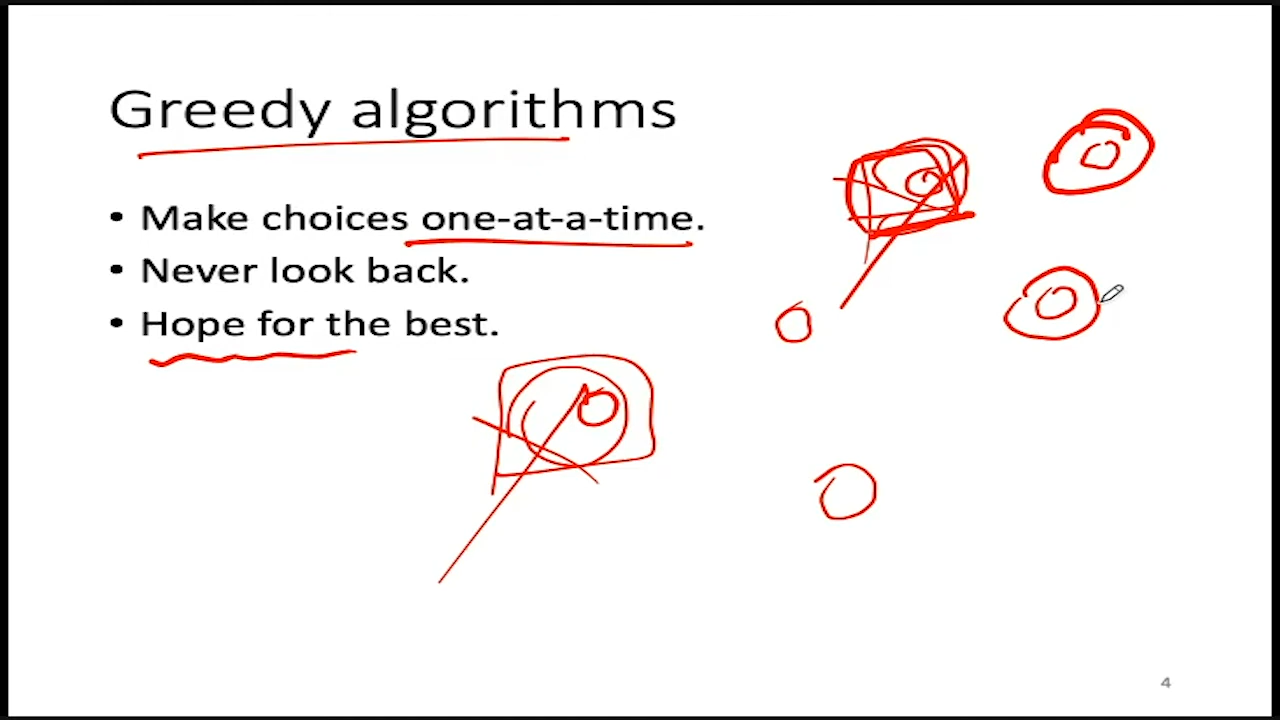 Greedy algorithms
• Make choices one-at-a-time.
• Never look back.
• Hope for the best.
4